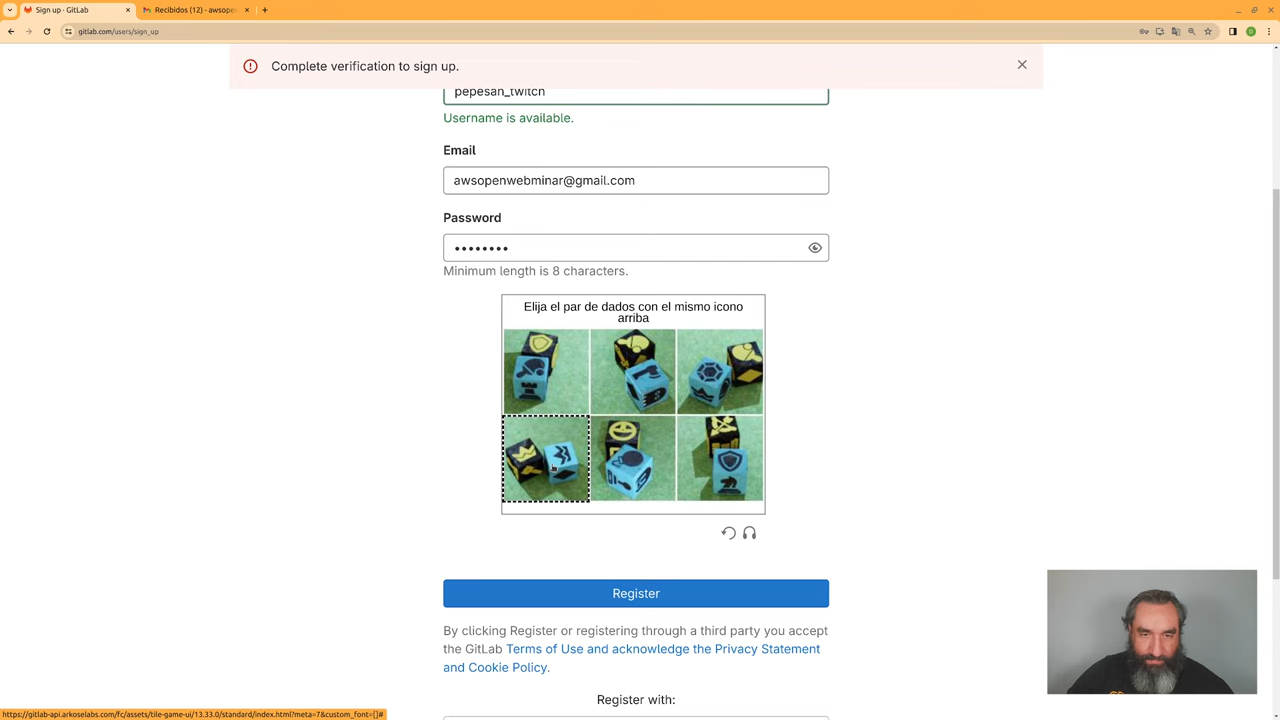 Sign up · GitLab
Recibidos (12) - awsope
gitlab.com/users/sign_up
Complete verification to sign up.
pepesan_twitch
Username is available.
Email
awsopenwebminar@gmail.com
Password
••••••••
Minimum length is 8 characters.
Elija el par de dados con el mismo icono
arriba
Register
By clicking Register or registering through a third party you accept
the GitLab Terms of Use and acknowledge the Privacy Statement
and Cookie Policy.
Register with:
https://gitlab-api.arkoselabs.com/fc/assets/tile-game-ui/13.33.0/standard/index.html?meta=7&custom_font=[]#